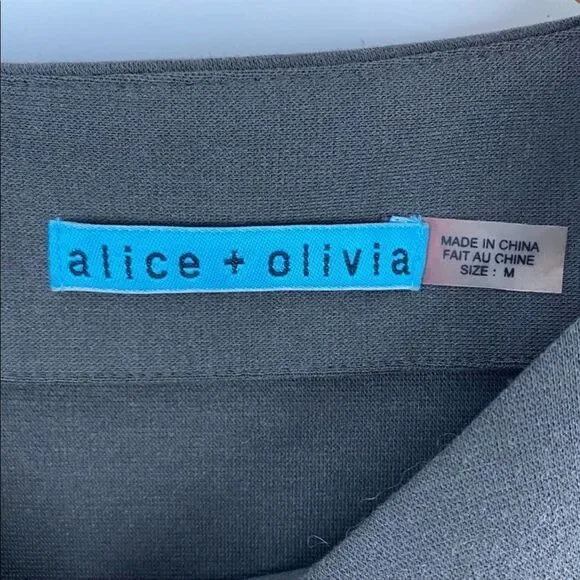 alice + olivia
MADE IN CHINA
FAIT AU CHINE
SIZE : M